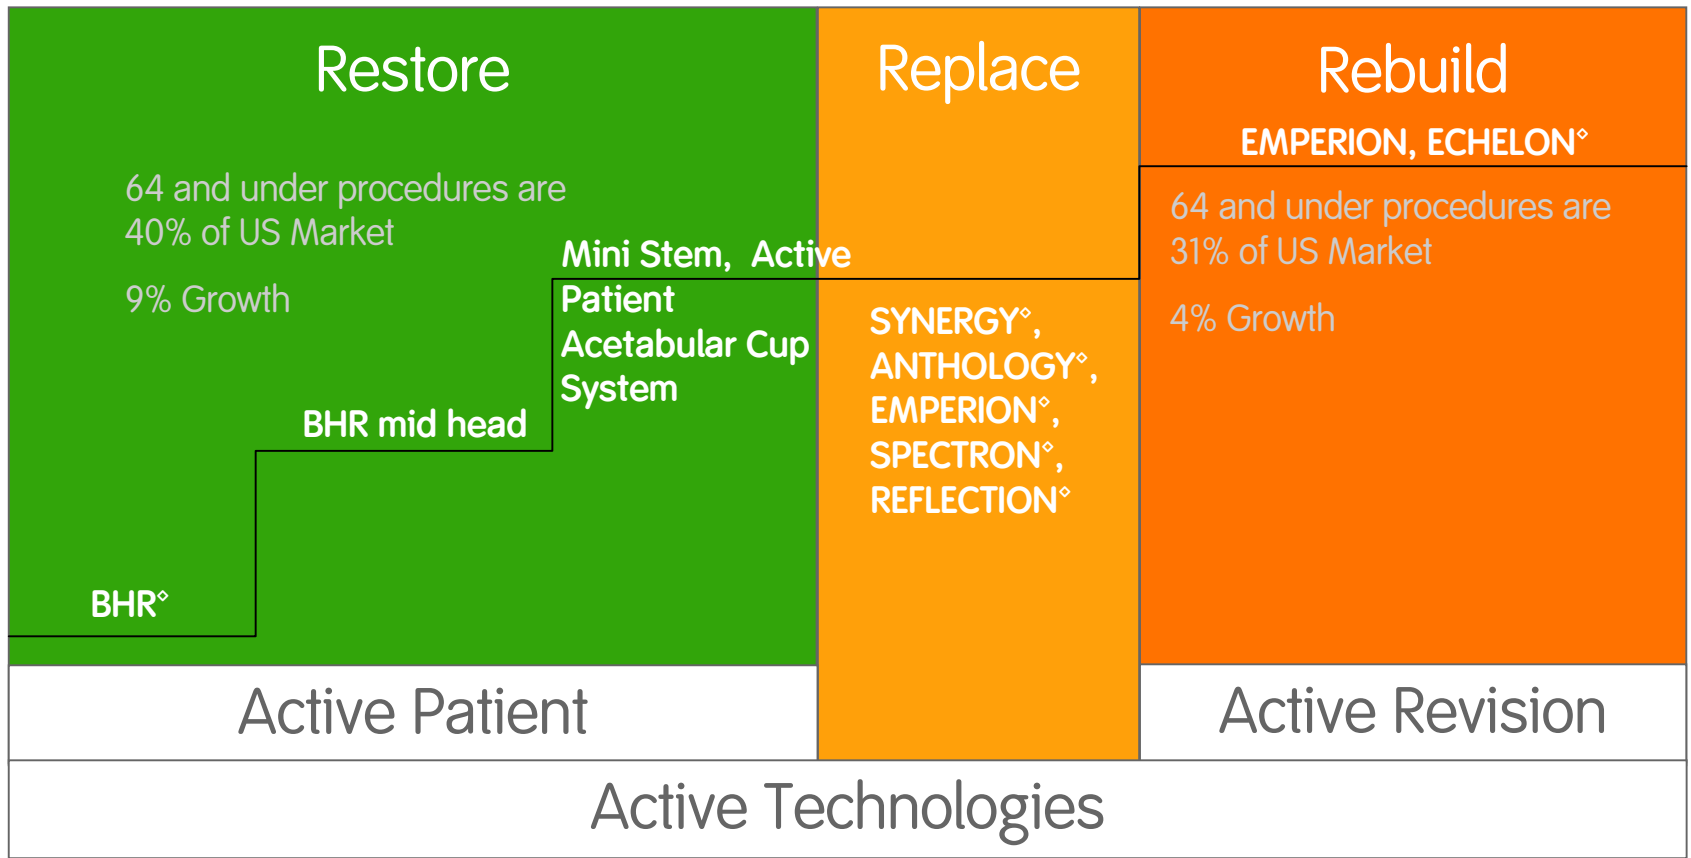 Restore
64 and under procedures are
40% of US Market
9% Growth
Mini Stem,  Active
Patient
Acetabular Cup
System
BHR mid head
BHR◊
Replace
SYNERGY◊,
ANTHOLOGY◊,
EMPERION◊,
SPECTRON◊,
REFLECTION◊
Rebuild
EMPERION, ECHELON◊
64 and under procedures are
31% of US Market
4% Growth
Active Patient
Active Revision
Active Technologies